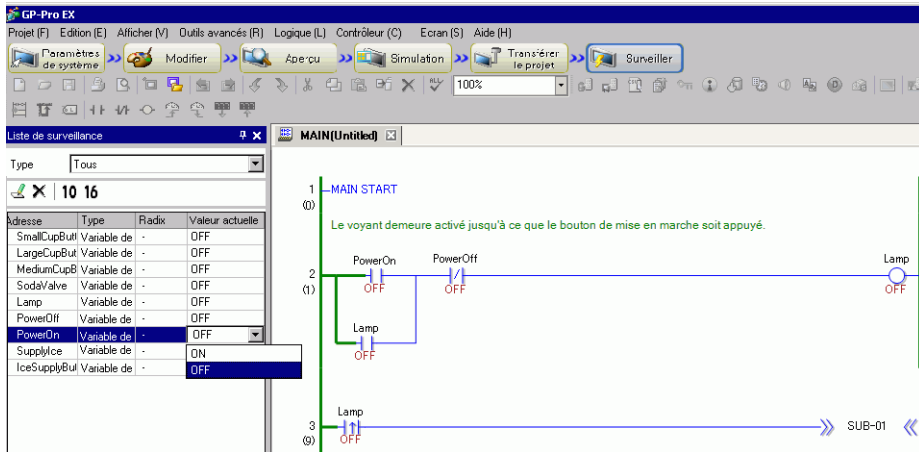 GP-Pro EX
Projet (F) Edition (E) Afficher (V) Outils avancés (R) Logique (L) Contrôleur (C) Ecran (S) Aide (H)
Paramètres de système Modifier Aperçu Simulation Transférer le projet Surveiller
100%
Liste de surveillance
MAIN(Untitled)
Type Tous
10 16
Adresse Type Radix Valeur actuelle
SmallCupButt Variable de - OFF
LargeCupBut Variable de - OFF
MediumCupB Variable de - OFF
SodaValve Variable de - OFF
Lamp Variable de - OFF
PowerOff Variable de - OFF
PowerOn Variable de - OFF
SupplyIce Variable de -
IceSupplyBut Variable de -
ON
OFF
1 MAIN START
(0)
Le voyant demeure activé jusqu'à ce que le bouton de mise en marche soit appuyé.
PowerOn PowerOff Lamp
2
(1) OFF OFF OFF
Lamp
OFF
Lamp
3 SUB-01
(9) OFF